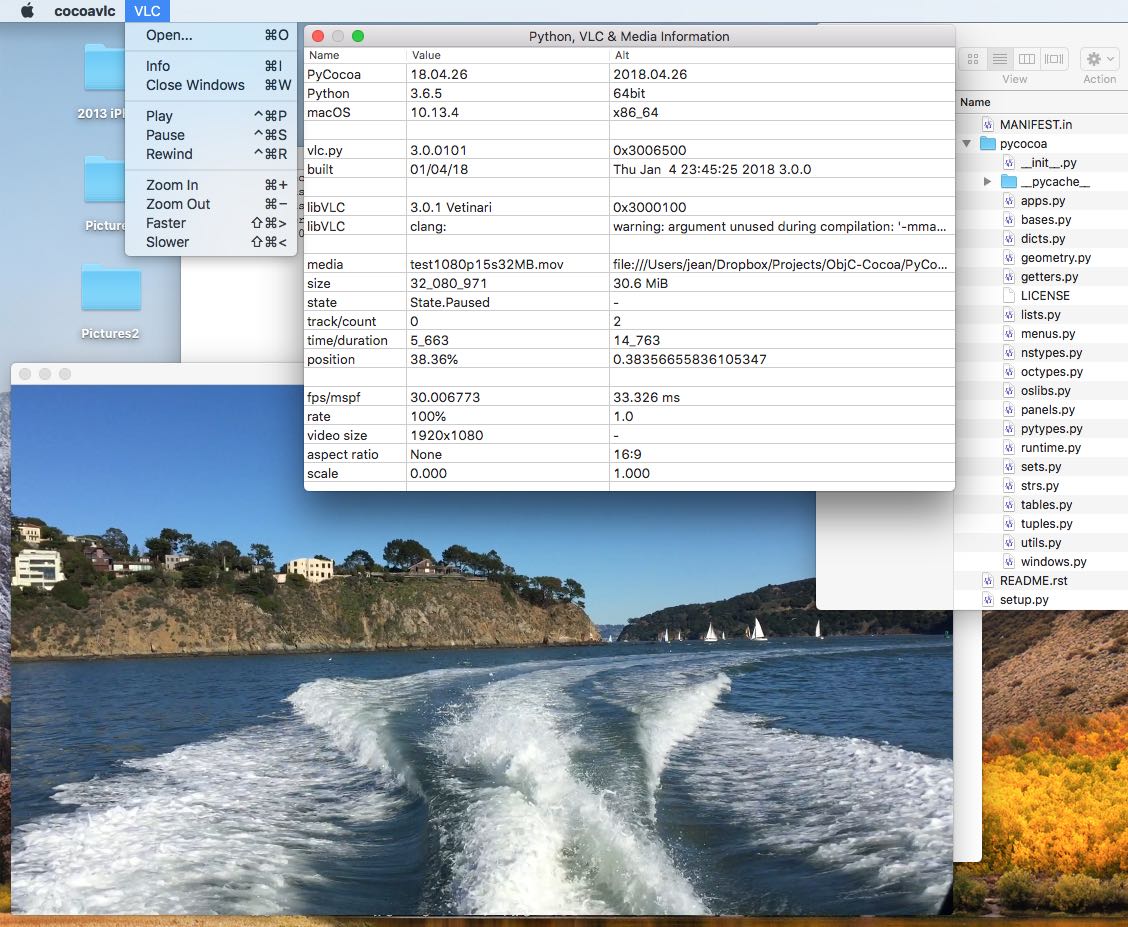 cocoavlc VLC
Open... ⌘O
Info ⌘I
Close Windows ⌘W
Play ^⌘P
Pause ^⌘S
Rewind ^⌘R
Zoom In ⌘+
Zoom Out ⌘−
Faster ⇧⌘>
Slower ⇧⌘<
2013 iP
Picture
Pictures2
Python, VLC & Media Information
Name Value Alt
PyCocoa 18.04.26 2018.04.26
Python 3.6.5 64bit
macOS 10.13.4 x86_64
vlc.py 3.0.0101 0x3006500
built 01/04/18 Thu Jan 4 23:45:25 2018 3.0.0
libVLC 3.0.1 Vetinari 0x3000100
libVLC clang: warning: argument unused during compilation: '-mma...
media test1080p15s32MB.mov file:///Users/jean/Dropbox/Projects/ObjC-Cocoa/PyCo...
size 32_080_971 30.6 MiB
state State.Paused -
track/count 0 2
time/duration 5_663 14_763
position 38.36% 0.38356655836105347
fps/mspf 30.006773 33.326 ms
rate 100% 1.0
video size 1920x1080 -
aspect ratio None 16:9
scale 0.000 1.000
View Action
Name
MANIFEST.in
pycocoa
__init__.py
__pycache__
apps.py
bases.py
dicts.py
geometry.py
getters.py
LICENSE
lists.py
menus.py
nstypes.py
octypes.py
oslibs.py
panels.py
pytypes.py
runtime.py
sets.py
strs.py
tables.py
tuples.py
utils.py
windows.py
README.rst
setup.py